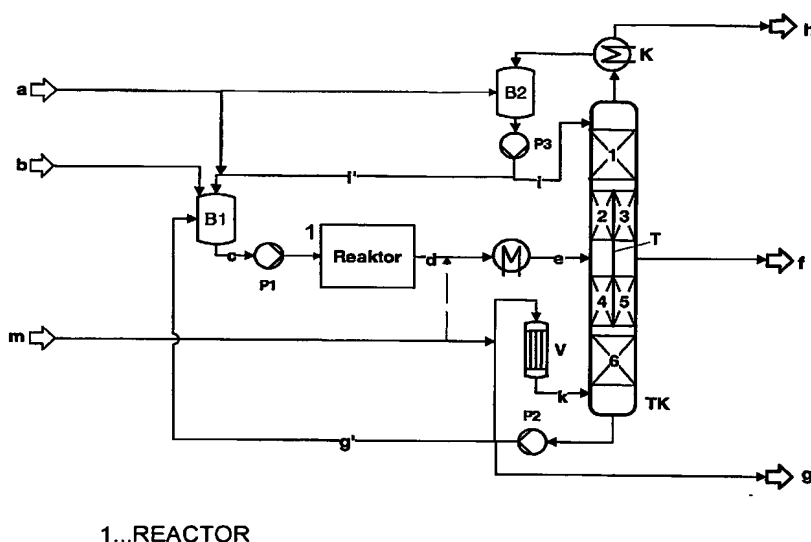 h
K
a
B2
P3
1
b
l'
i
2 3
T
B1
1
Reaktor
c
P1
d
e
f
4 5
m
V
6
k
TK
P2
g'
g
1...REACTOR